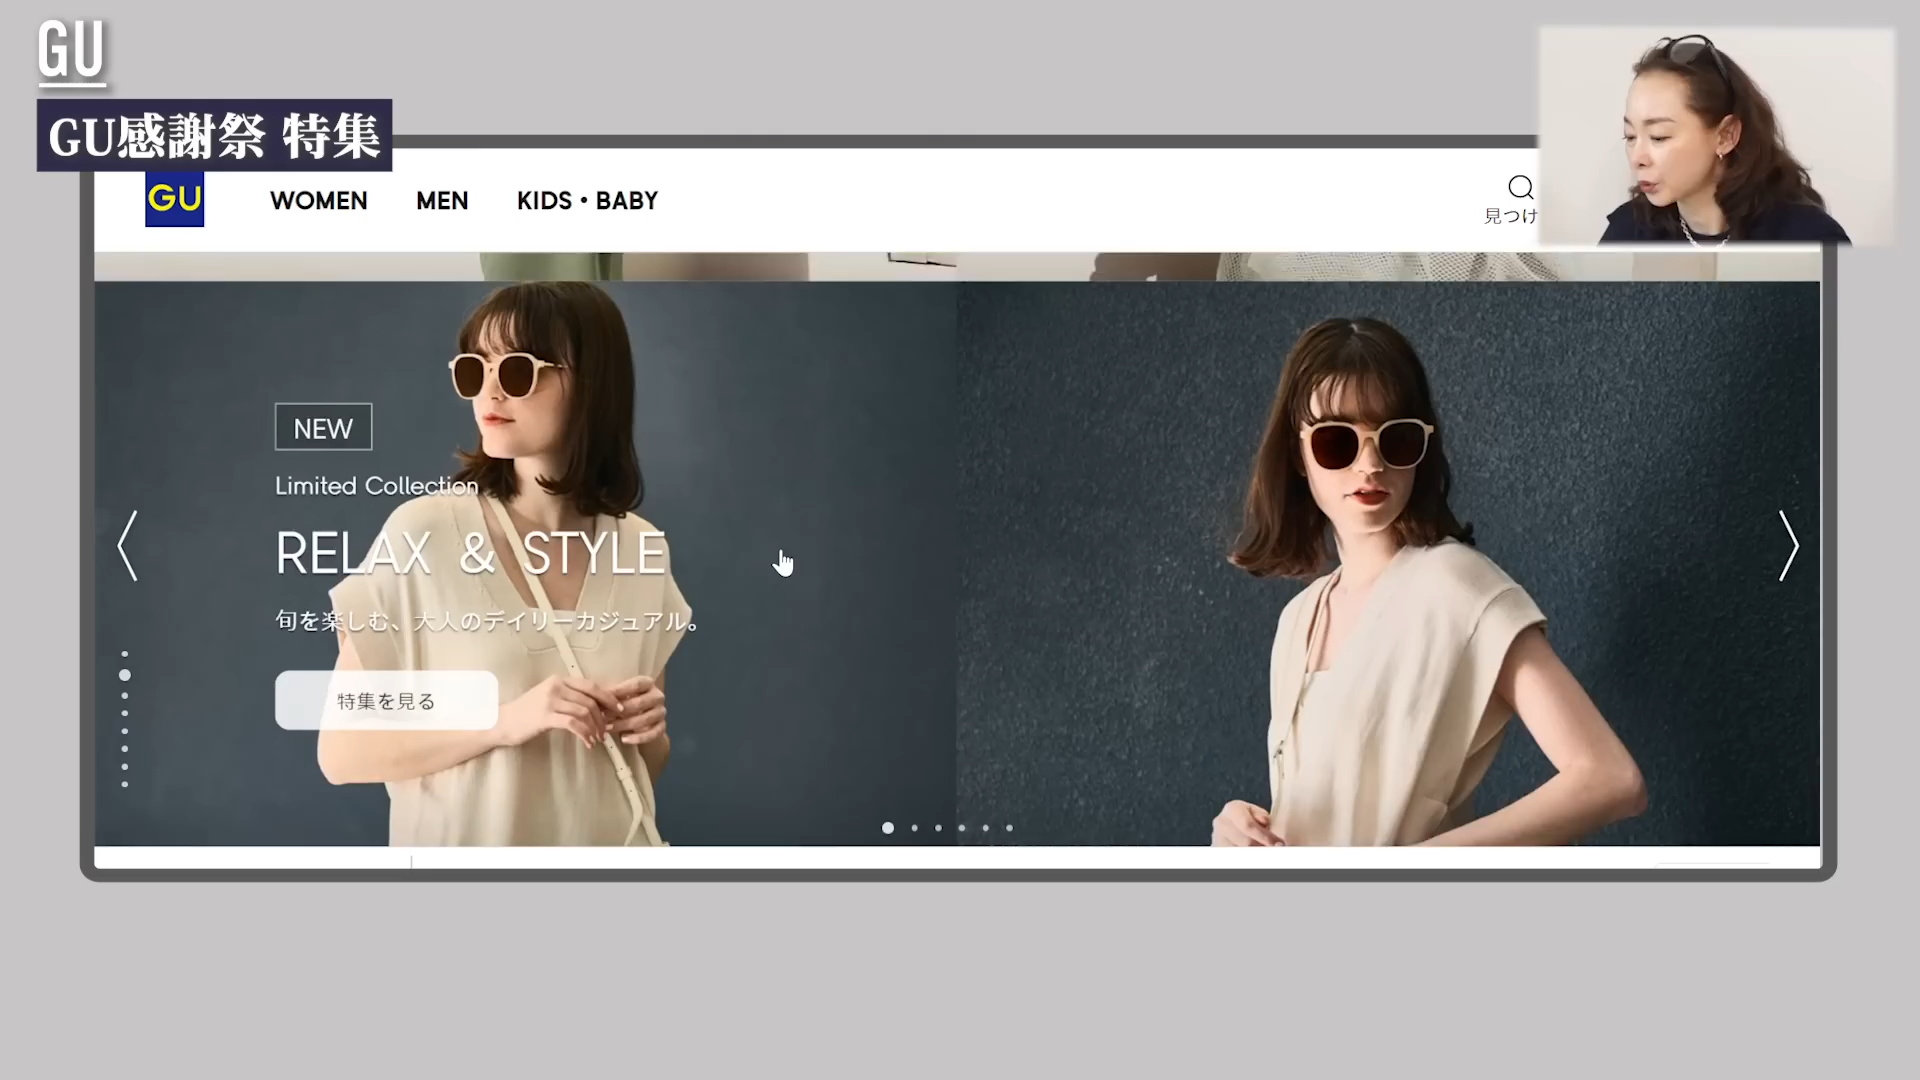 GU
GU感謝祭 特集
GU
WOMEN
MEN
KIDS・BABY
見つけ
NEW
Limited Collection
RELAX & STYLE
旬を楽しむ、大人のデイリーカジュアル。
特集を見る